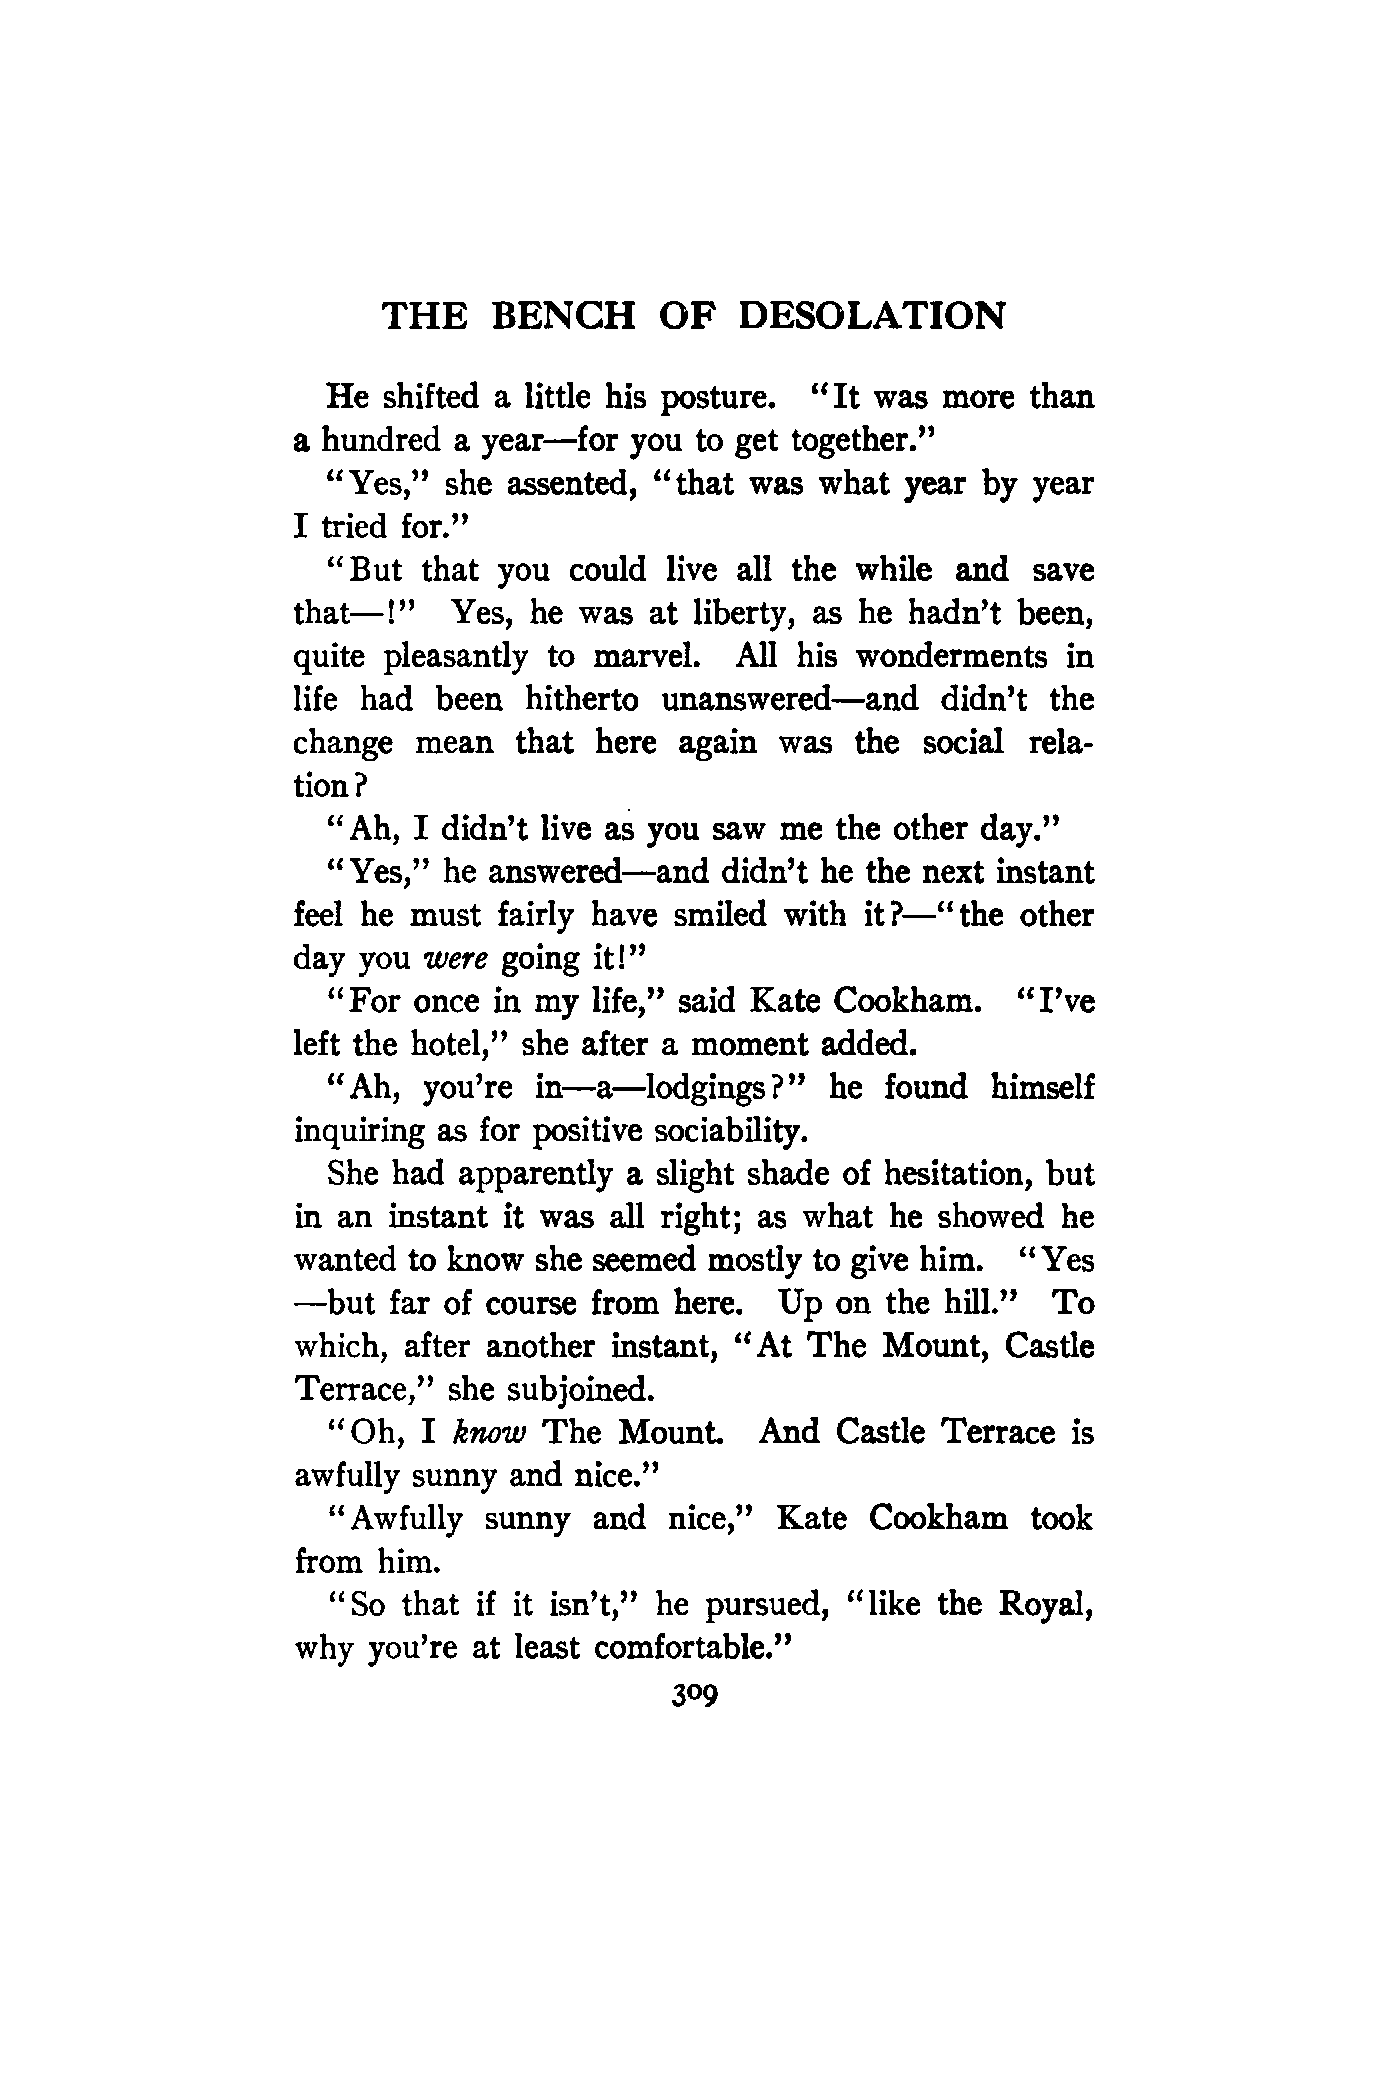 THE BENCH OF DESOLATION
He shifted a little his posture. "It was more than
a hundred a year—for you to get together."
"Yes," she assented, "that was what year by year
I tried for."
"But that you could live all the while and save
that—!" Yes, he was at liberty, as he hadn't been,
quite pleasantly to marvel. All his wonderments in
life had been hitherto unanswered—and didn't the
change mean that here again was the social rela-
tion?
"Ah, I didn't live as you saw me the other day."
"Yes," he answered—and didn't he the next instant
feel he must fairly have smiled with it?—"the other
day you were going it!"
"For once in my life," said Kate Cookham. "I've
left the hotel," she after a moment added.
"Ah, you're in—a—lodgings?" he found himself
inquiring as for positive sociability.
She had apparently a slight shade of hesitation, but
in an instant it was all right; as what he showed he
wanted to know she seemed mostly to give him. "Yes
—but far of course from here. Up on the hill." To
which, after another instant, "At The Mount, Castle
Terrace," she subjoined.
"Oh, I know The Mount. And Castle Terrace is
awfully sunny and nice."
"Awfully sunny and nice," Kate Cookham took
from him.
"So that if it isn't," he pursued, "like the Royal,
why you're at least comfortable."
309